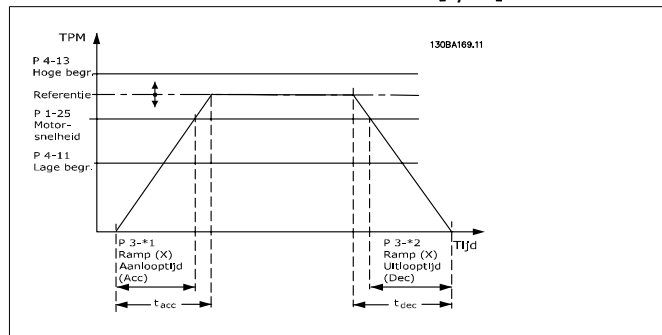 TPM
130BA169.11
P 4-13
Hoge begr.
Referentie
P 1-25
Motor-
snelheid
P 4-11
Lage begr.
P 3-*1
Ramp (X)
Aanlooptijd
(Acc)
P 3-*2
Ramp (X)
Uitlooptijd
(Dec)
Tijd
tacc
tdec